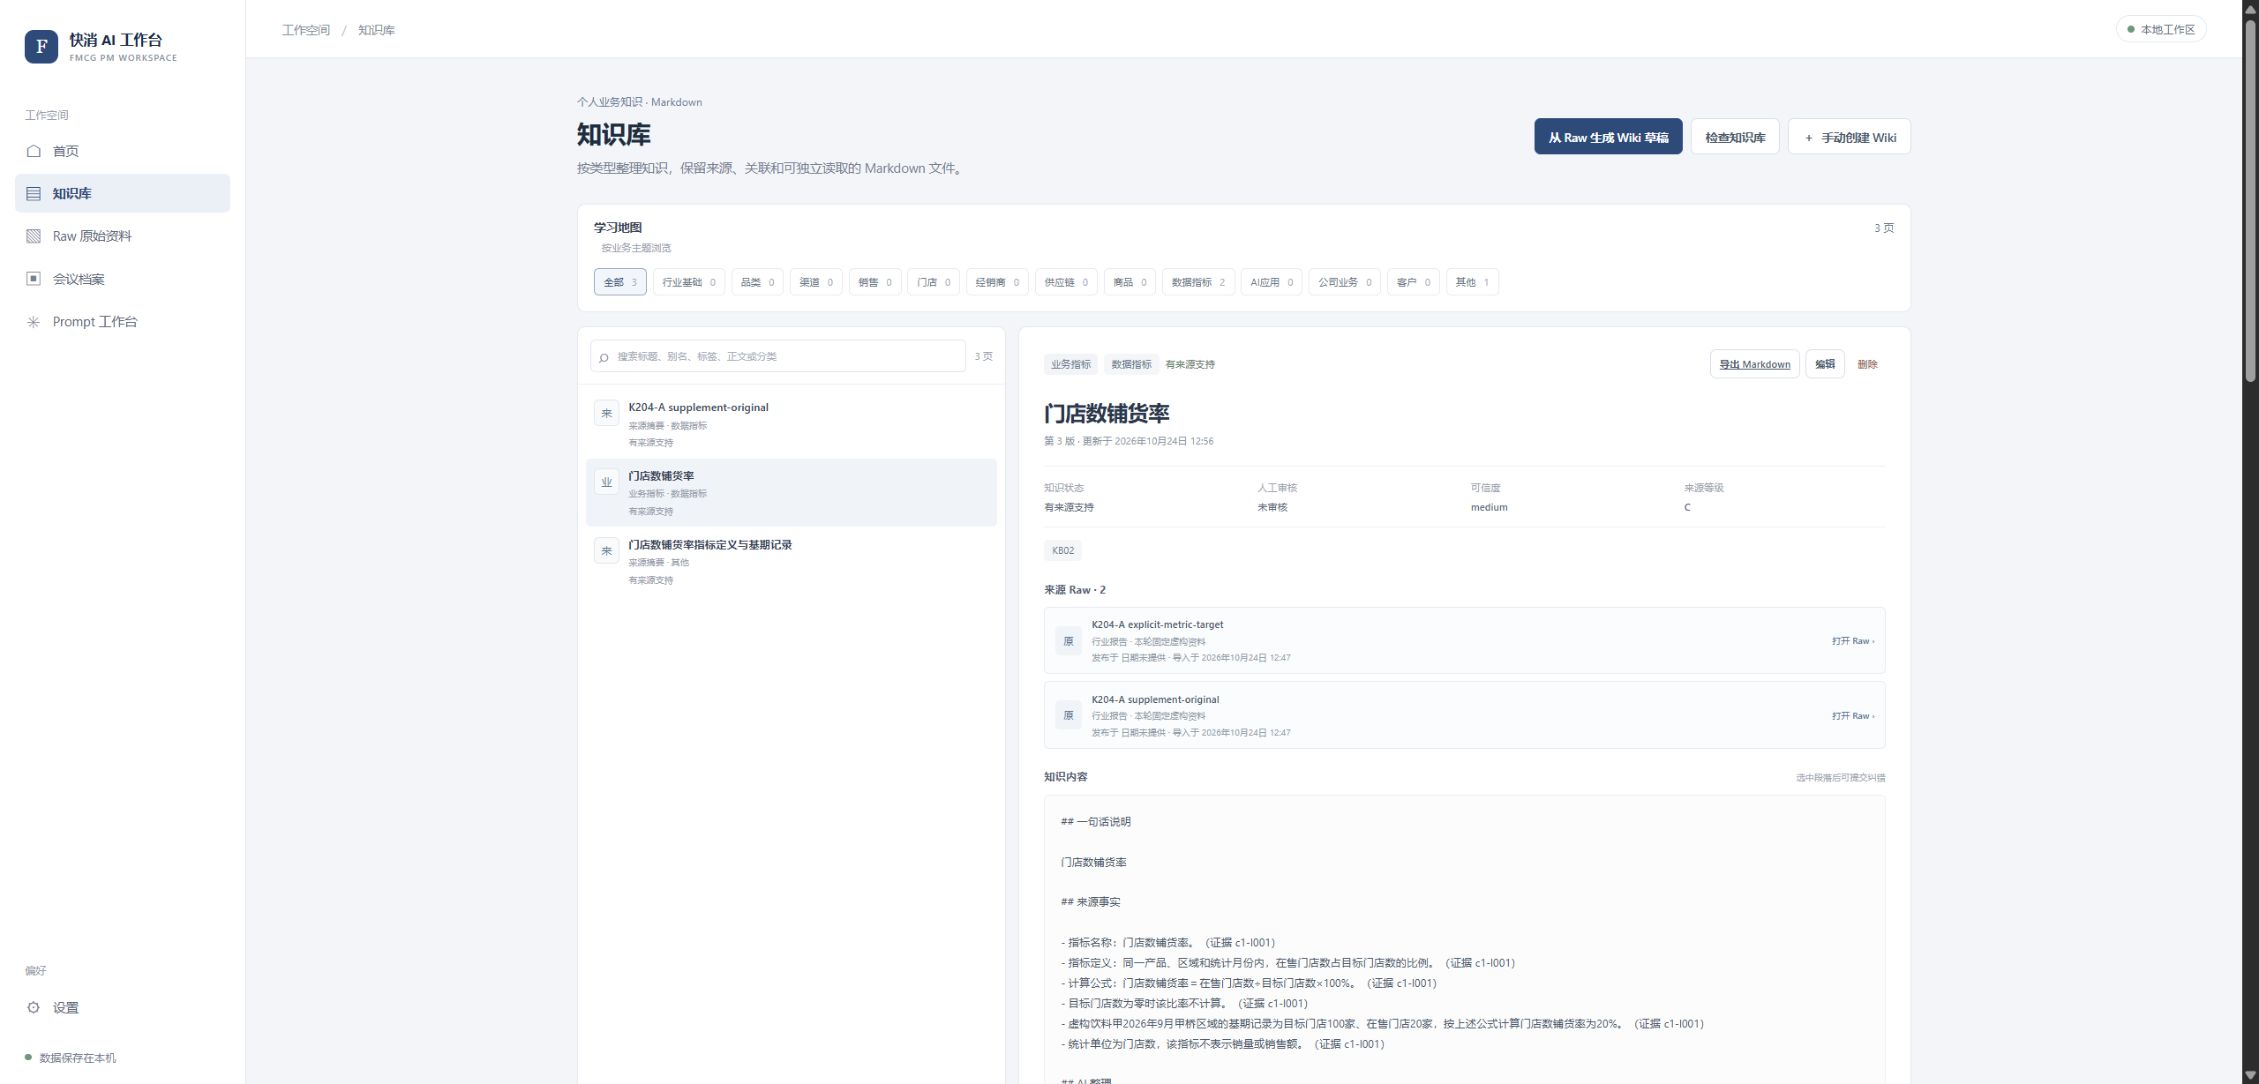 F
快消 AI 工作台
FMCG PM WORKSPACE
工作空间
首页
知识库
Raw 原始资料
会议档案
Prompt 工作台
偏好
设置
数据保存在本机
工作空间 / 知识库
本地工作区
个人业务知识 · Markdown
知识库
按类型整理知识，保留来源、关联和可独立读取的 Markdown 文件。
从 Raw 生成 Wiki 草稿
检查知识库
+ 手动创建 Wiki
学习地图
3 页
按业务主题浏览
全部 3 行业基础 0 品类 0 渠道 0 销售 0 门店 0 经销商 0 供应链 0 商品 0 数据指标 2 AI应用 0 公司业务 0 客户 0 其他 1
搜索标题、别名、标签、正文或分类
3 页
来
K204-A supplement-original
来源摘要 · 数据指标
有来源支持
业
门店数铺货率
业务指标 · 数据指标
有来源支持
来
门店数铺货率指标定义与基期记录
来源摘要 · 其他
有来源支持
业务指标 数据指标 有来源支持
导出 Markdown
编辑
删除
门店数铺货率
第 3 版 · 更新于 2026年10月24日 12:56
知识状态
有来源支持
人工审核
未审核
可信度
medium
来源等级
C
KB02
来源 Raw · 2
原
K204-A explicit-metric-target
行业报告 · 本轮固定虚构资料
发布于 日期未提供 · 导入于 2026年10月24日 12:47
打开 Raw ›
原
K204-A supplement-original
行业报告 · 本轮固定虚构资料
发布于 日期未提供 · 导入于 2026年10月24日 12:47
打开 Raw ›
知识内容
选中段落后可提交纠错
## 一句话说明
门店数铺货率
## 来源事实
- 指标名称：门店数铺货率。（证据 c1-l001）
- 指标定义：同一产品、区域和统计月份内，在售门店数占目标门店数的比例。（证据 c1-l001）
- 计算公式：门店数铺货率＝在售门店数÷目标门店数×100%。（证据 c1-l001）
- 目标门店数为零时该比率不计算。（证据 c1-l001）
- 虚构饮料甲2026年9月甲桥区域的基期记录为目标门店100家、在售门店20家，按上述公式计算门店数铺货率为20%。（证据 c1-l001）
- 统计单位为门店数，该指标不表示销量或销售额。（证据 c1-l001）
## AI 整理